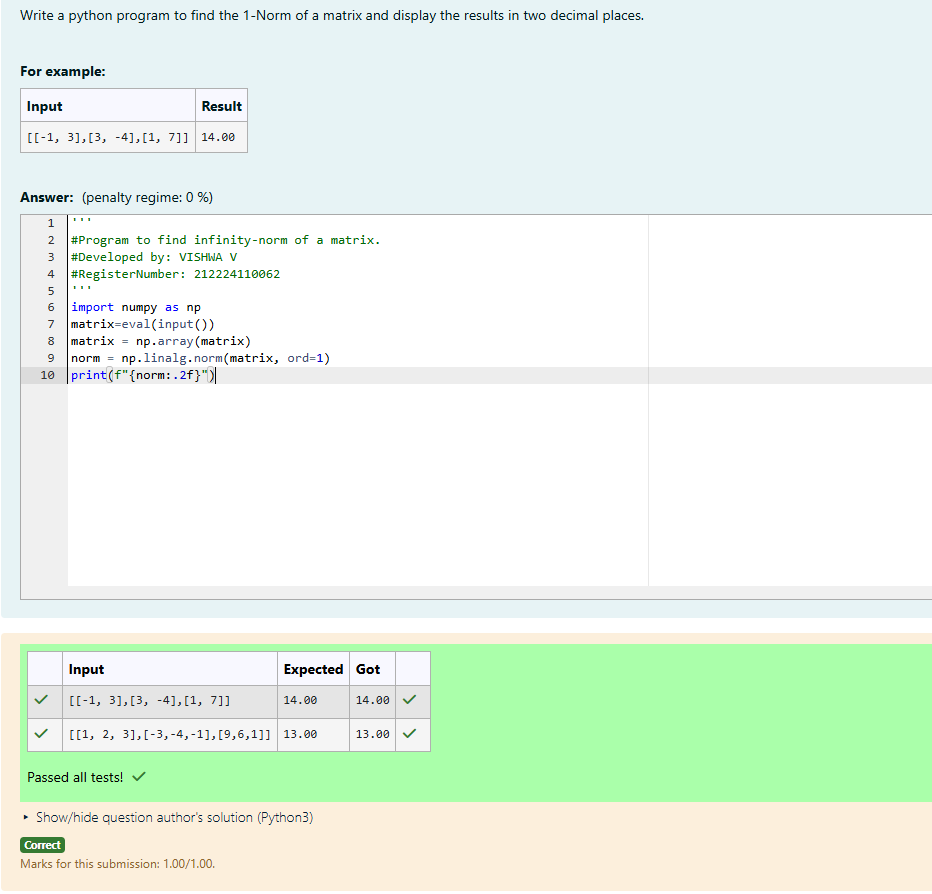 Write a python program to find the 1-Norm of a matrix and display the results in two decimal places.
For example:
Input Result
[[-1, 3],[3, -4],[1, 7]] 14.00
Answer: (penalty regime: 0 %)
1 '''
2 #Program to find infinity-norm of a matrix.
3 #Developed by: VISHWA V
4 #RegisterNumber: 212224110062
5 '''
6 import numpy as np
7 matrix=eval(input())
8 matrix = np.array(matrix)
9 norm = np.linalg.norm(matrix, ord=1)
10 print(f"{norm:.2f}")
Input Expected Got
[[-1, 3],[3, -4],[1, 7]] 14.00 14.00
[[1, 2, 3],[-3,-4,-1],[9,6,1]] 13.00 13.00
Passed all tests!
Show/hide question author's solution (Python3)
Correct
Marks for this submission: 1.00/1.00.